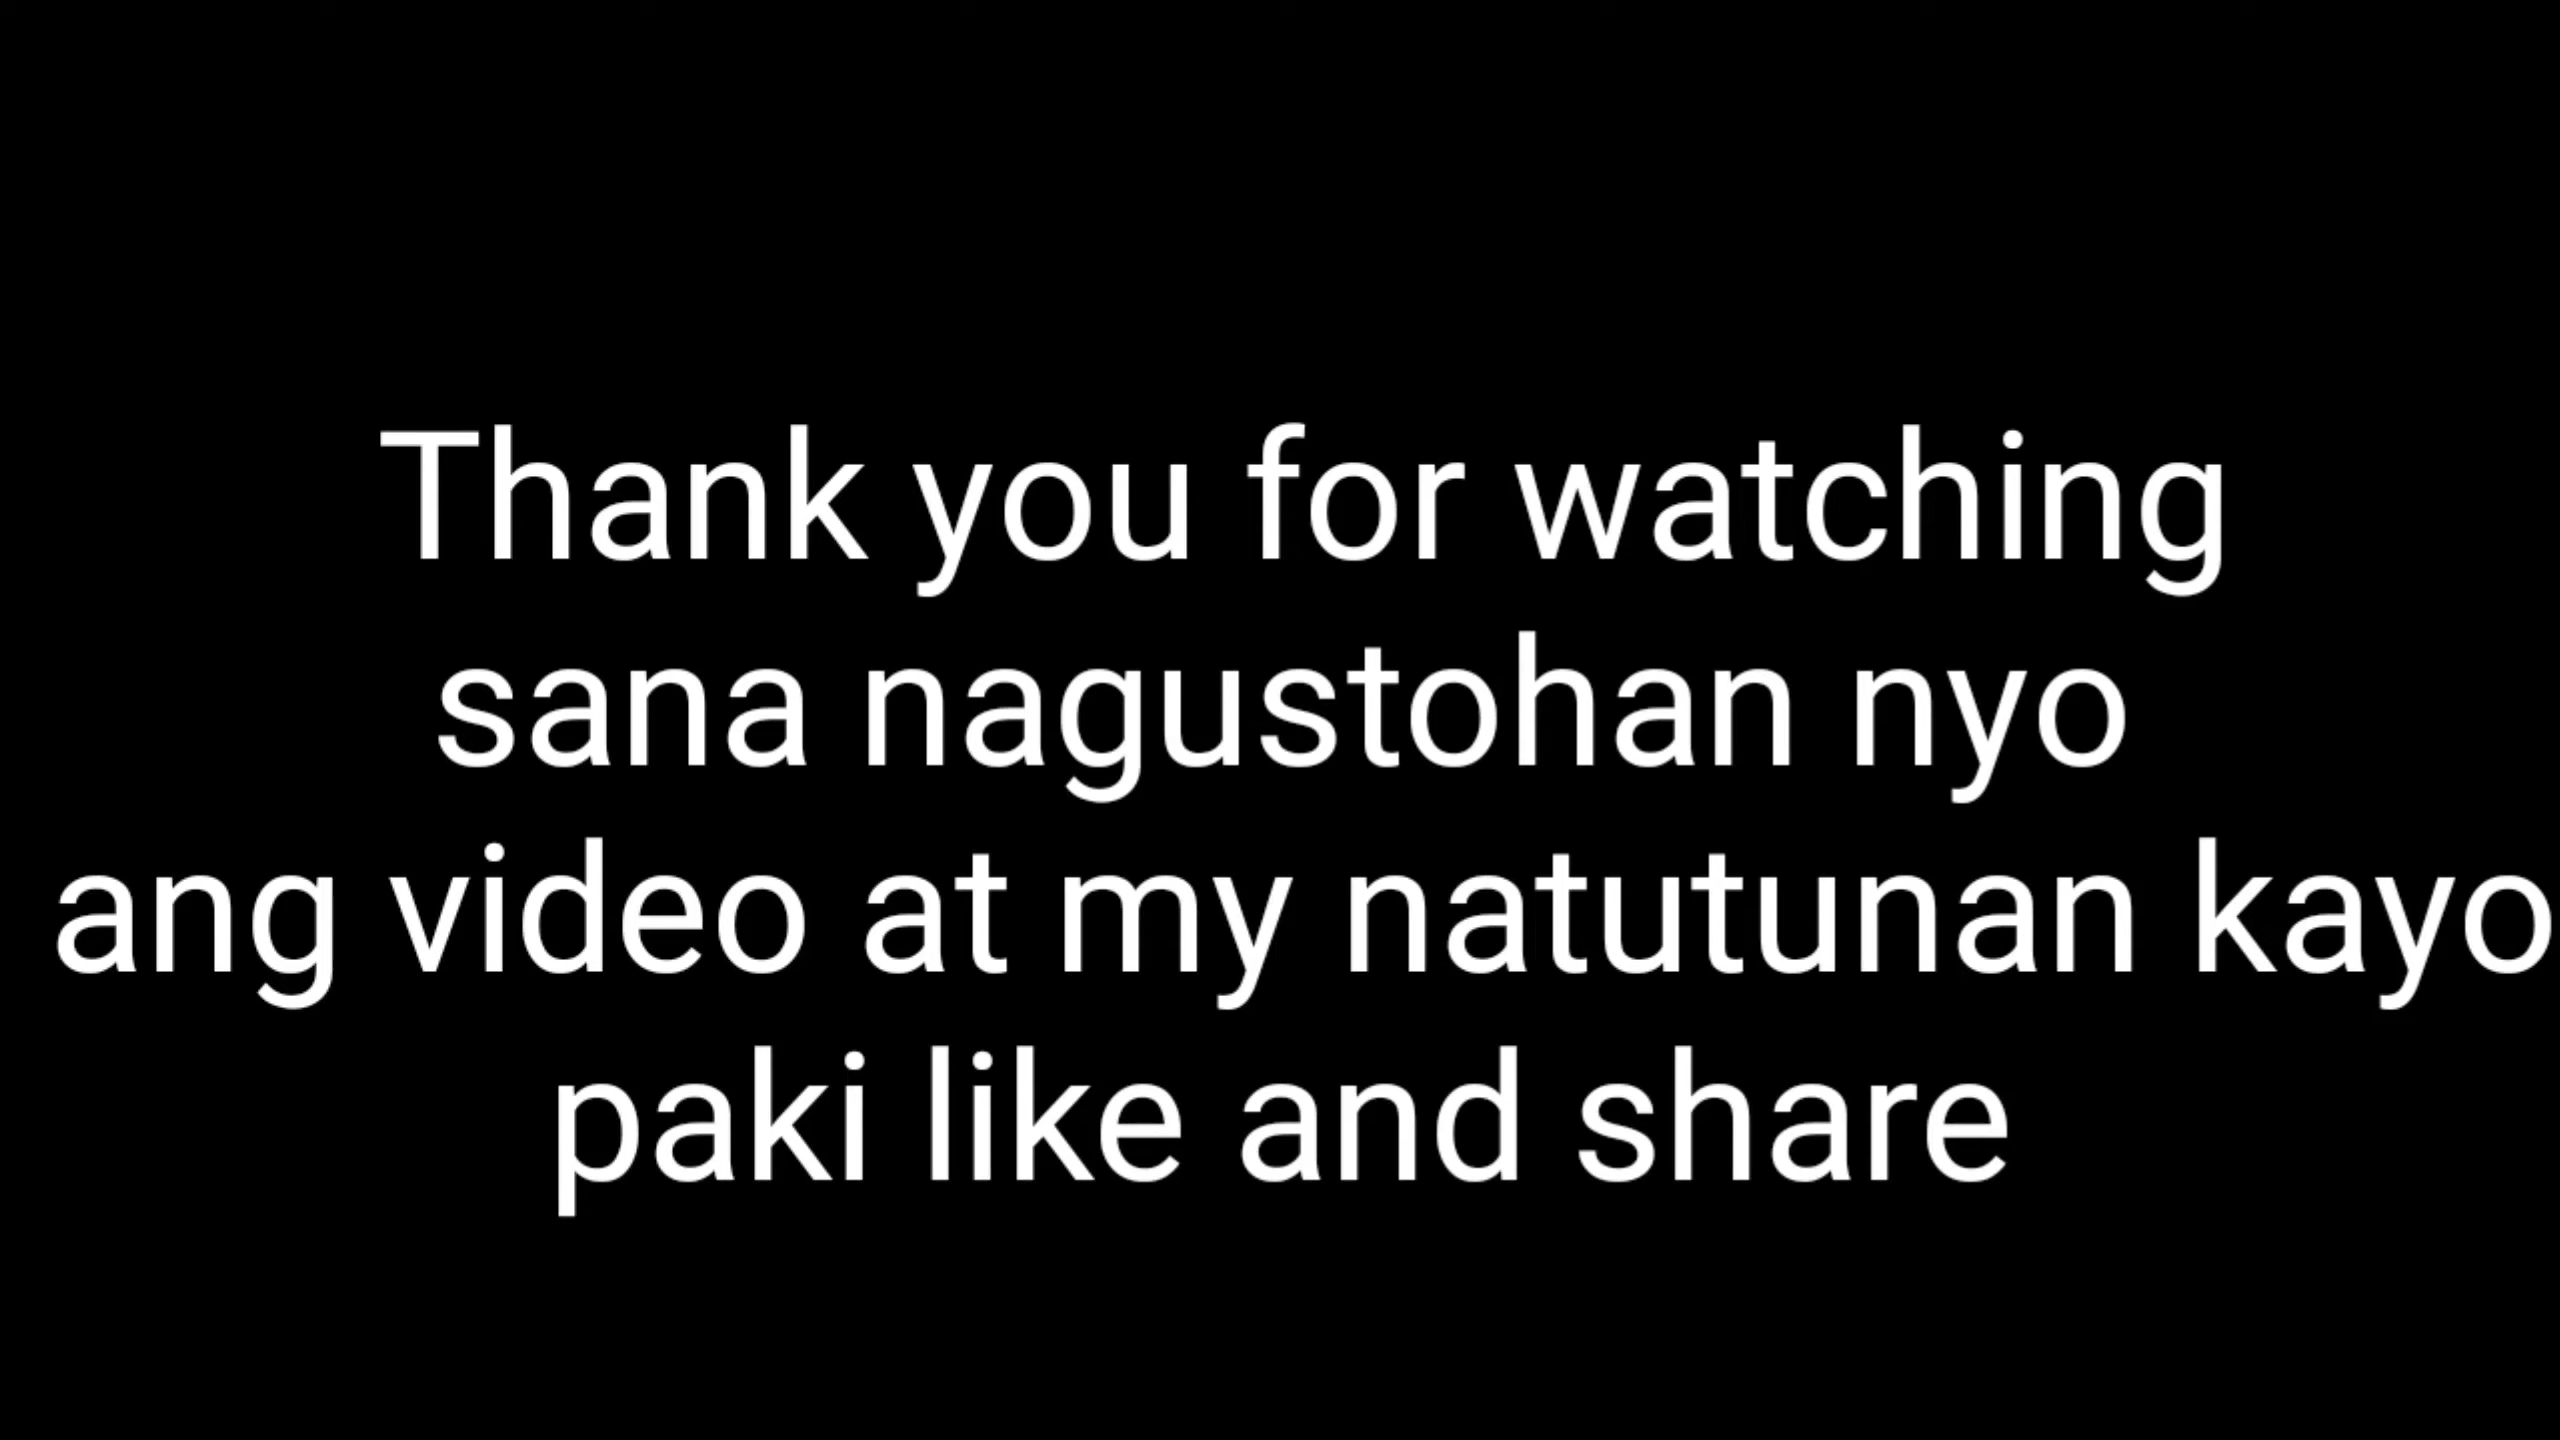 Thank you for watching
sana nagustohan nyo
ang video at my natutunan kayo
paki like and share